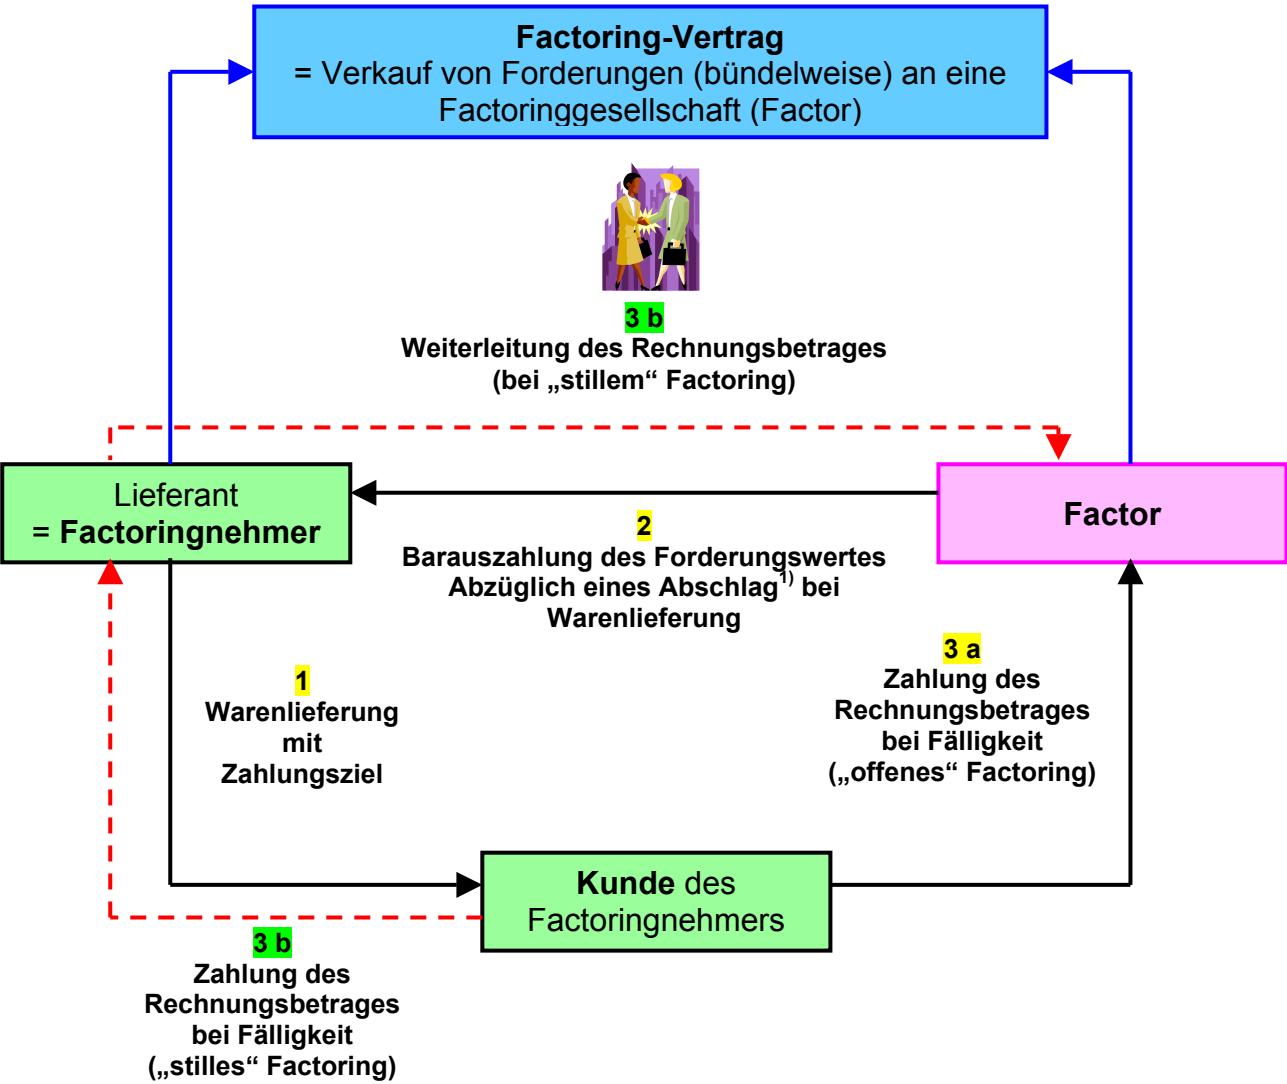 Factoring-Vertrag
= Verkauf von Forderungen (bündelweise) an eine
Factoringgesellschaft (Factor)
3 b
Weiterleitung des Rechnungsbetrages
(bei „stillem“ Factoring)
Lieferant
= Factoringnehmer
Factor
2
Barauszahlung des Forderungswertes
Abzüglich eines Abschlag1) bei
Warenlieferung
1
Warenlieferung
mit
Zahlungsziel
3 a
Zahlung des
Rechnungsbetrages
bei Fälligkeit
(„offenes“ Factoring)
Kunde des
Factoringnehmers
3 b
Zahlung des
Rechnungsbetrages
bei Fälligkeit
(„stilles“ Factoring)